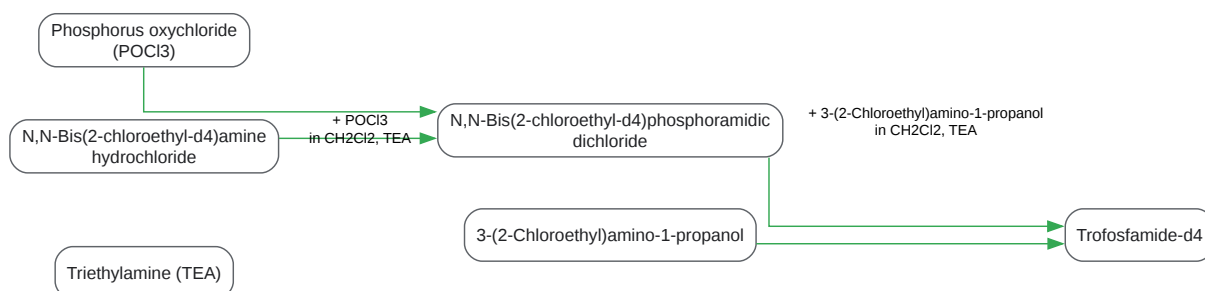 Phosphorus oxychloride
(POCl3)
N,N-Bis(2-chloroethyl-d4)amine
hydrochloride
+ POCl3
in CH2Cl2, TEA
N,N-Bis(2-chloroethyl-d4)phosphoramidic
dichloride
+ 3-(2-Chloroethyl)amino-1-propanol
in CH2Cl2, TEA
3-(2-Chloroethyl)amino-1-propanol
Trofosfamide-d4
Triethylamine (TEA)